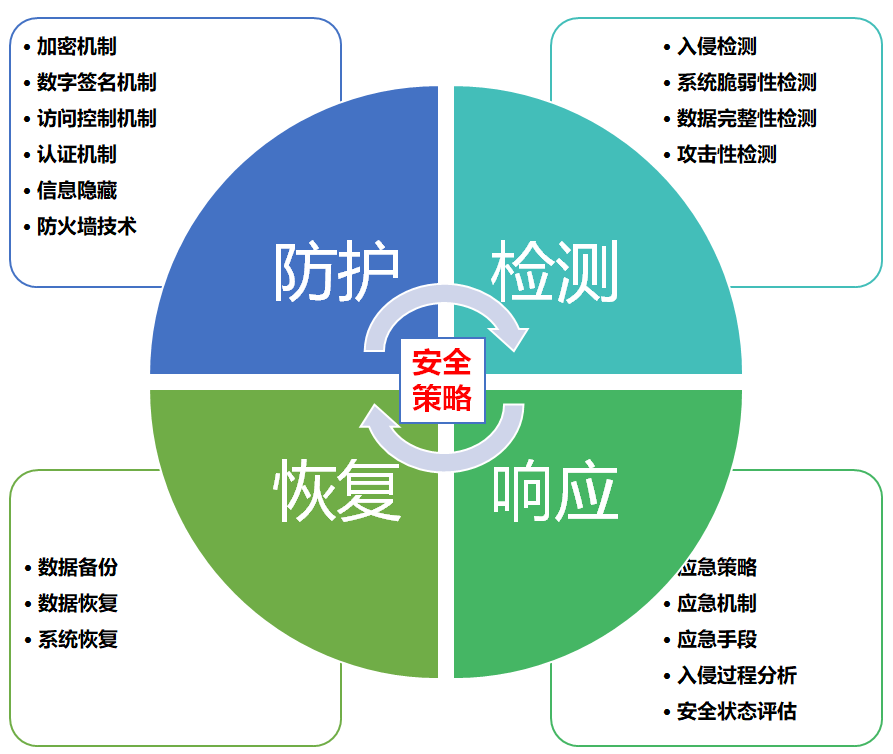 • 加密机制
• 数字签名机制
• 访问控制机制
• 认证机制
• 信息隐藏
• 防火墙技术
• 入侵检测
• 系统脆弱性检测
• 数据完整性检测
• 攻击性检测
防护
检测
安全
策略
恢复
响应
• 数据备份
• 数据恢复
• 系统恢复
应急策略
• 应急机制
• 应急手段
• 入侵过程分析
• 安全状态评估